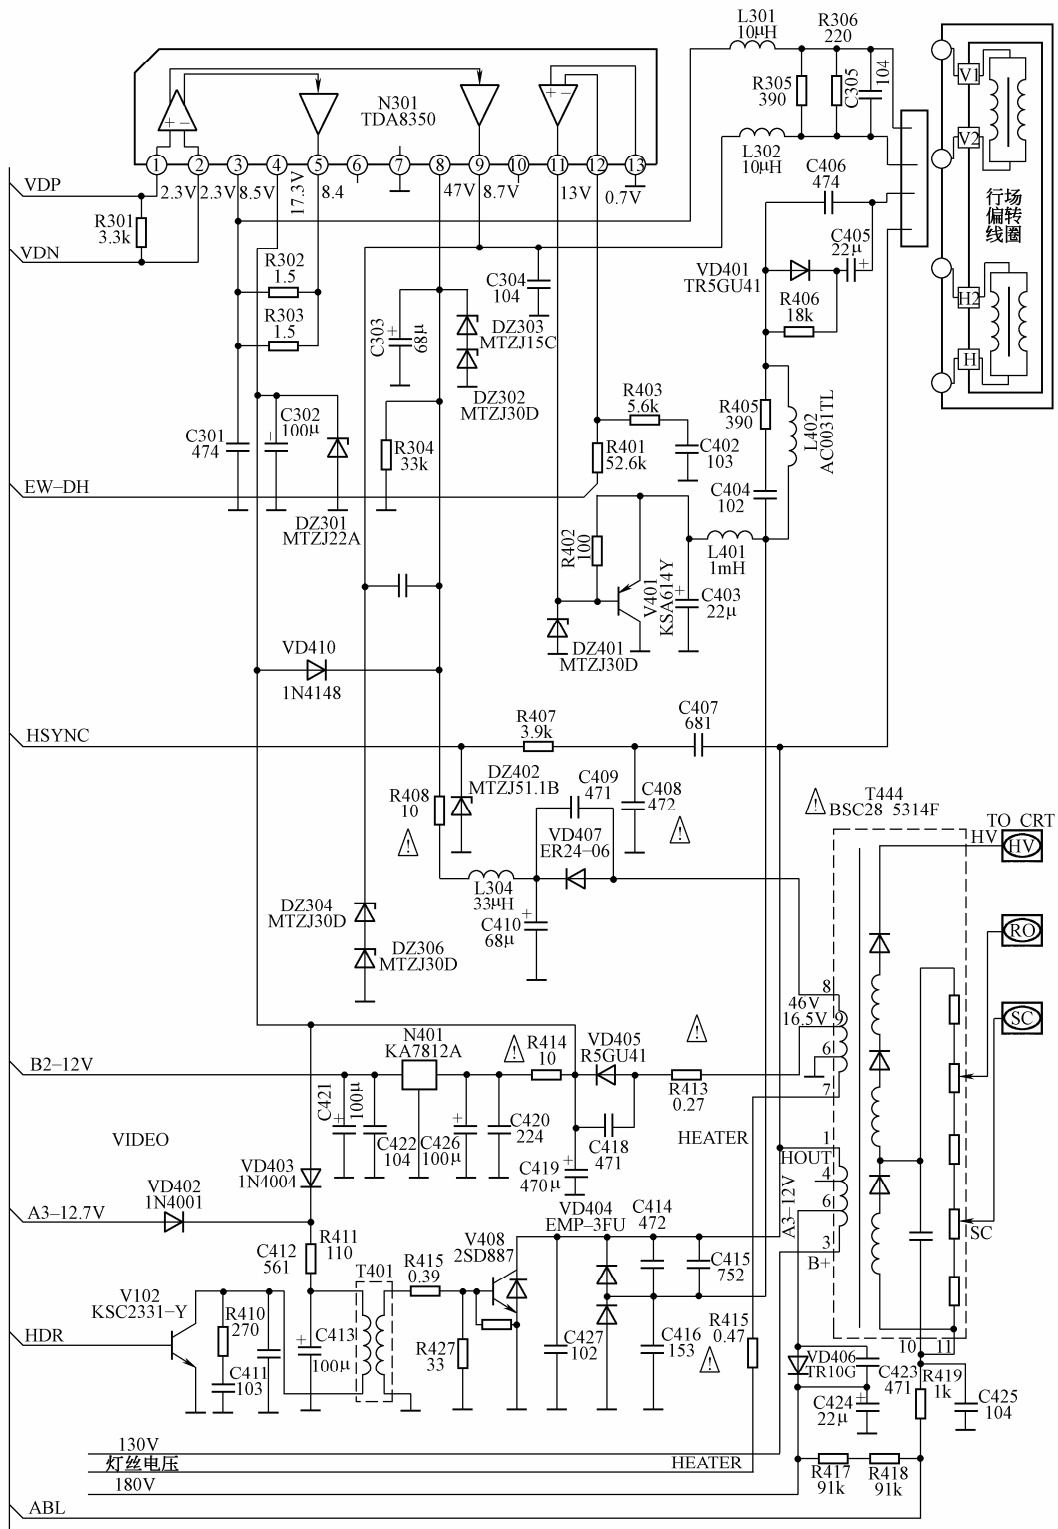 L301
10μH
R306
220
R305
390
C305
104
L302
10μH
V1
V2
行场
偏转
线圈
H2
H
N301
TDA8350
+ −
+ −
1 2 3 4 5 6 7 8 9 10 11 12 13
2.3V 2.3V 8.5V 17.3V 8.4 47V 8.7V 13V 0.7V
VDP
R301
3.3k
VDN
R302
1.5
R303
1.5
C406
474
C405
22μ
+
VD401
TR5GU41
R406
18k
C304
104
C303
+
68μ
DZ303
MTZJ15C
DZ302
MTZJ30D
R403
5.6k
R405
390
L402
AC0031TL
C301
474
C302
100μ
R304
33k
R401
52.6k
C402
103
C404
102
EW−DH
DZ301
MTZJ22A
R402
100
L401
1mH
V401
KSA614Y
+
C403
22μ
DZ401
MTZJ30D
VD410
1N4148
HSYNC
R407
3.9k
C407
681
DZ402
MTZJ51.1B
R408
10
!
C409
471
C408
472
!
VD407
ER24−06
L304
33μH
C410
68μ
+
DZ304
MTZJ30D
DZ306
MTZJ30D
!
T444
BSC28 5314F
TO CRT
HV
HV
RO
SC
8
46V
16.5V
9
6
7
1
HOUT
4
A3−12V
6
3
B+
SC
10 11
N401
KA7812A
!
R414
10
VD405
R5GU41
!
B2−12V
C421
100μ
+
C422
104
C426
100μ
+
C420
224
C419
470μ
+
C418
471
R413
0.27
HEATER
VIDEO
VD403
1N4004
VD402
1N4001
A3−12.7V
VD404
EMP−3FU
C414
472
C415
752
C412
561
R411
110
T401
R415
0.39
V408
2SD887
V102
KSC2331−Y
HDR
R410
270
C411
103
+
C413
100μ
R427
33
C427
102
C416
153
R415
0.47
!
VD406
TR10G
C423
471
C424
22μ
+
R419
1k
C425
104
130V
灯丝电压
HEATER
180V
R417
91k
R418
91k
ABL